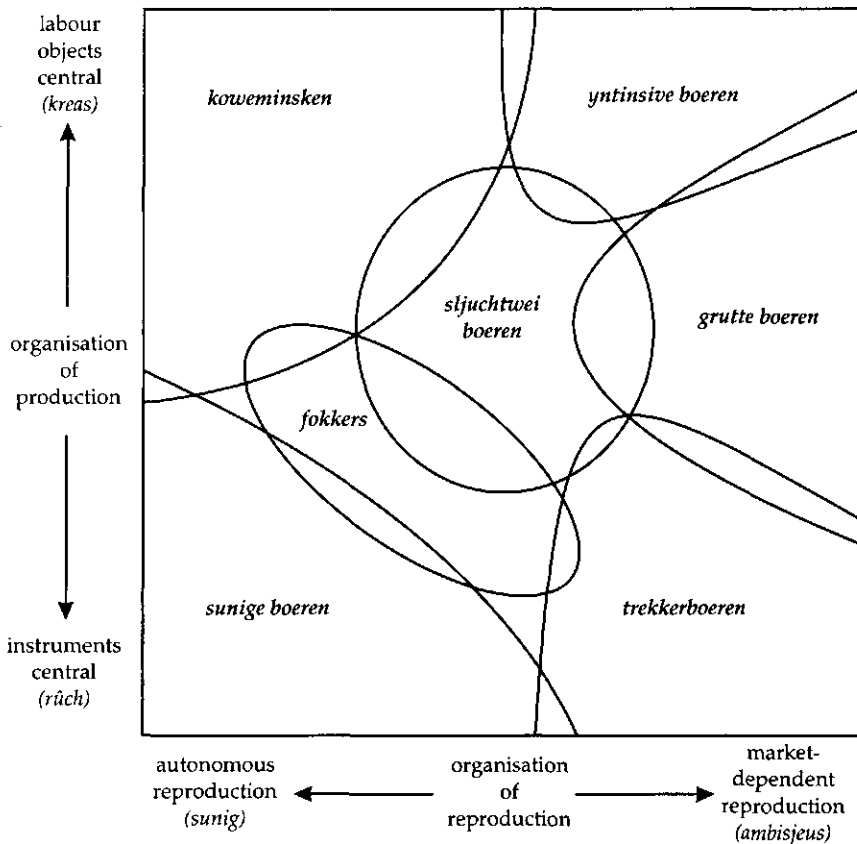 labour
objects
central
(kreas)
koweminsken
yntinsive boeren
organisation
of
production
sljuchtwei
boeren
grutte boeren
fokkers
sunige boeren
trekkerboeren
instruments
central
(rûch)
autonomous
reproduction
(sunig)
organisation
of
reproduction
market-
dependent
reproduction
(ambisjeus)